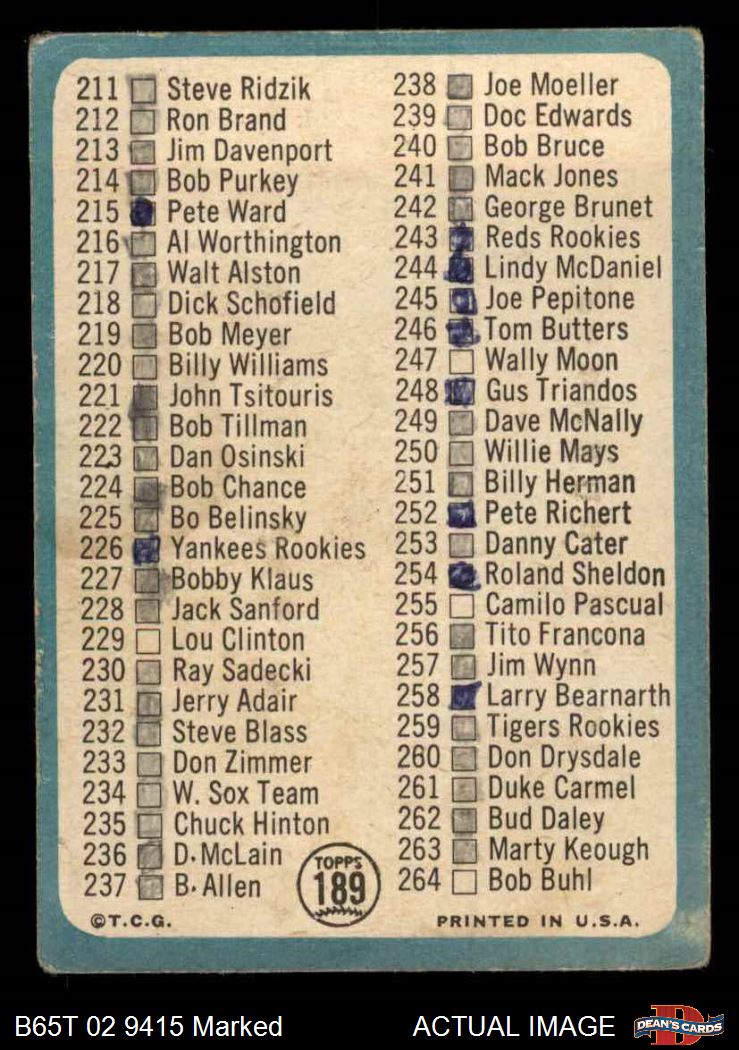 211 Steve Ridzik
212 Ron Brand
213 Jim Davenport
214 Bob Purkey
215 Pete Ward
216 Al Worthington
217 Walt Alston
218 Dick Schofield
219 Bob Meyer
220 Billy Williams
221 John Tsitouris
222 Bob Tillman
223 Dan Osinski
224 Bob Chance
225 Bo Belinsky
226 Yankees Rookies
227 Bobby Klaus
228 Jack Sanford
229 Lou Clinton
230 Ray Sadecki
231 Jerry Adair
232 Steve Blass
233 Don Zimmer
234 W. Sox Team
235 Chuck Hinton
236 D. McLain
237 B. Allen
238 Joe Moeller
239 Doc Edwards
240 Bob Bruce
241 Mack Jones
242 George Brunet
243 Reds Rookies
244 Lindy McDaniel
245 Joe Pepitone
246 Tom Butters
247 Wally Moon
248 Gus Triandos
249 Dave McNally
250 Willie Mays
251 Billy Herman
252 Pete Richert
253 Danny Cater
254 Roland Sheldon
255 Camilo Pascual
256 Tito Francona
257 Jim Wynn
258 Larry Bearnarth
259 Tigers Rookies
260 Don Drysdale
261 Duke Carmel
262 Bud Daley
263 Marty Keough
264 Bob Buhl
TOPPS
189
©T.C.G.
PRINTED IN U.S.A.
B65T 02 9415 Marked
ACTUAL IMAGE
D
DEAN'S CARDS